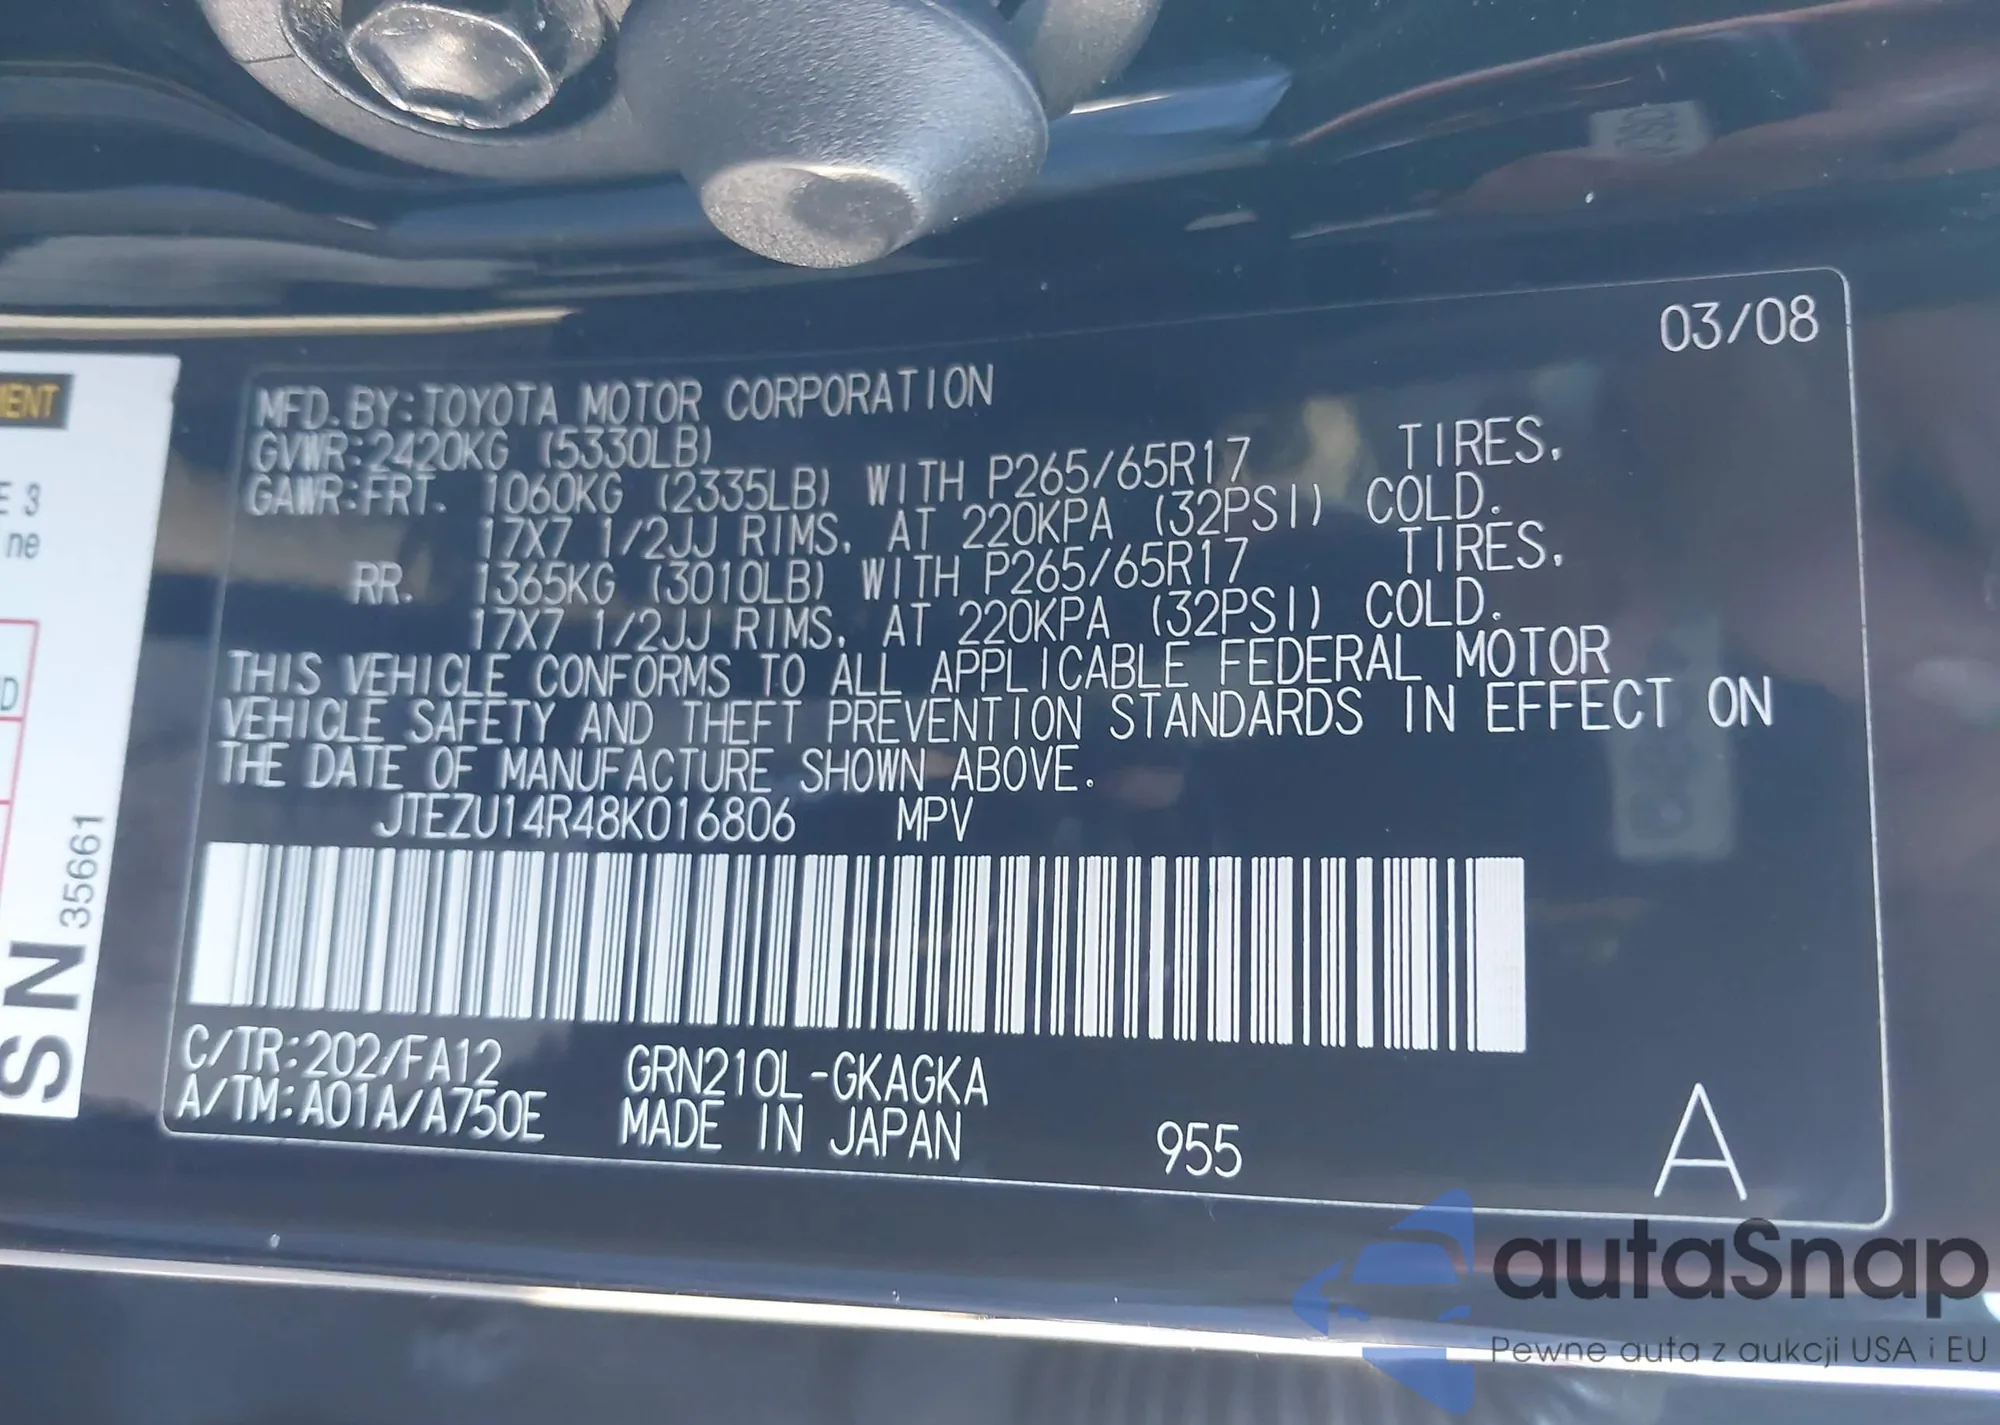 03/08
MFD.BY:TOYOTA MOTOR CORPORATION
GVWR:2420KG (5330LB)
GAWR:FRT. 1060KG (2335LB) WITH P265/65R17 TIRES,
17X7 1/2JJ RIMS, AT 220KPA (32PSI) COLD.
RR. 1365KG (3010LB) WITH P265/65R17 TIRES,
17X7 1/2JJ RIMS, AT 220KPA (32PSI) COLD.
THIS VEHICLE CONFORMS TO ALL APPLICABLE FEDERAL MOTOR
VEHICLE SAFETY AND THEFT PREVENTION STANDARDS IN EFFECT ON
THE DATE OF MANUFACTURE SHOWN ABOVE.
JTEZU14R48K016806 MPV
C/TR:202/FA12 GRN210L-GKAGKA
A/TM:A01A/A750E MADE IN JAPAN 955 A
E 3
ne
SN 35661
autaSnap
Pewne auta z aukcji USA i EU